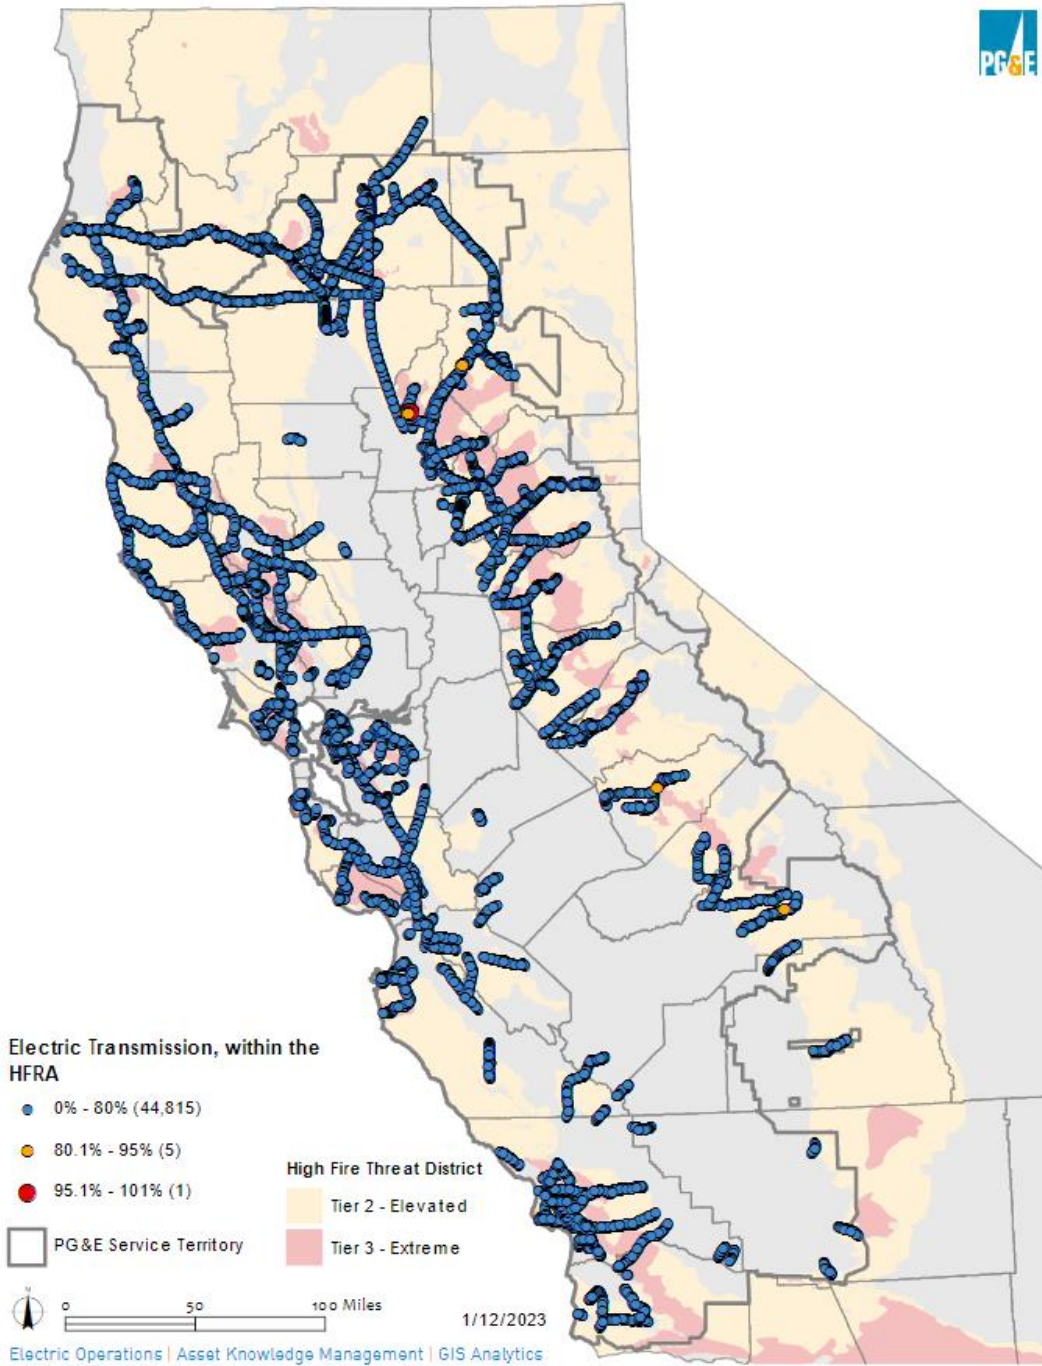 PG&E
Electric Transmission, within the
HFRA
0% - 80% (44,815)
80.1% - 95% (5)
95.1% - 101% (1)
PG&E Service Territory
High Fire Threat District
Tier 2 - Elevated
Tier 3 - Extreme
N
0 50 100 Miles
1/12/2023
Electric Operations | Asset Knowledge Management | GIS Analytics